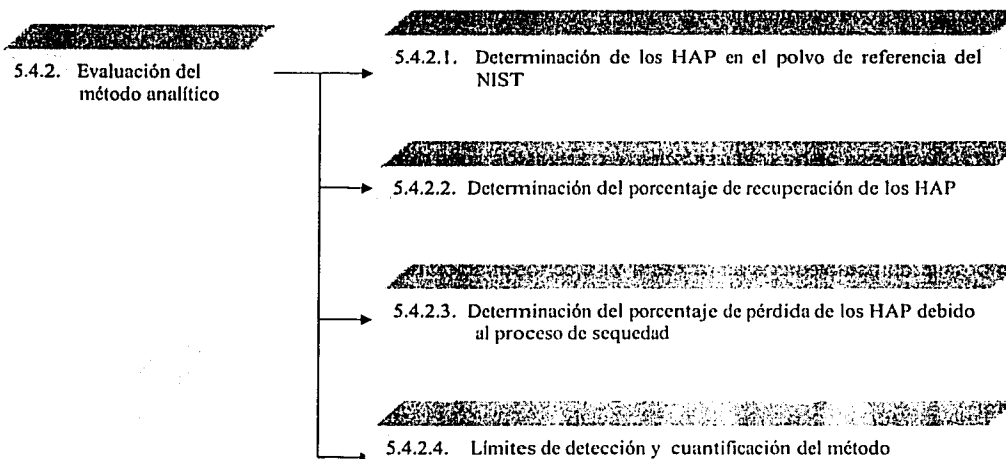 5.4.2. Evaluación del
método analítico
5.4.2.1. Determinación de los HAP en el polvo de referencia del
NIST
5.4.2.2. Determinación del porcentaje de recuperación de los HAP
5.4.2.3. Determinación del porcentaje de pérdida de los HAP debido
al proceso de sequedad
5.4.2.4. Límites de detección y cuantificación del método